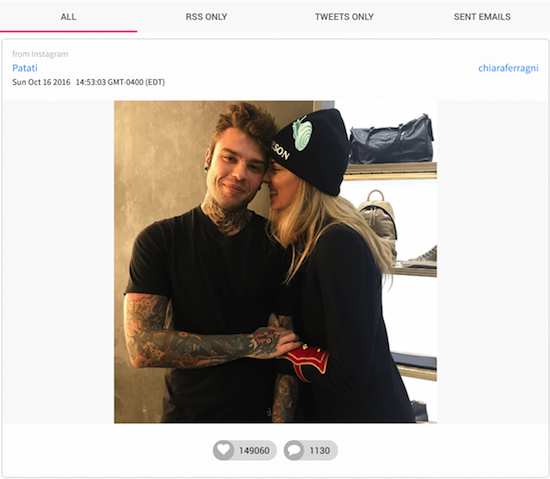 ALL
RSS ONLY
TWEETS ONLY
SENT EMAILS
from Instagram
Patati
chiaraferragni
Sun Oct 16 2016 14:53:03 GMT-0400 (EDT)
SON
149060
1130